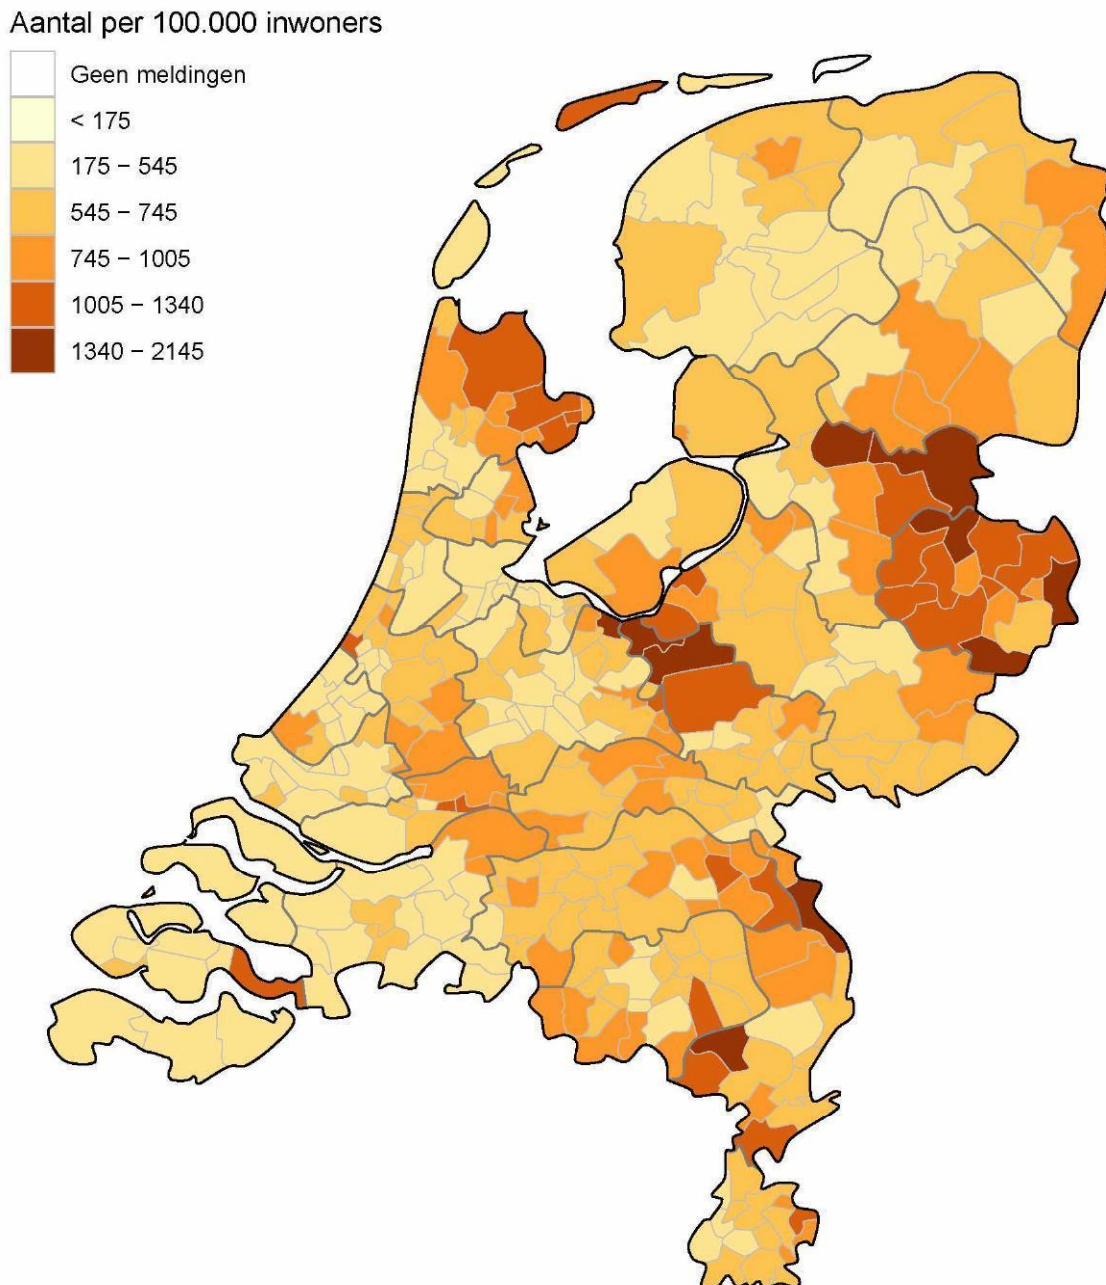 Aantal per 100.000 inwoners
Geen meldingen
< 175
175 − 545
545 − 745
745 − 1005
1005 − 1340
1340 − 2145